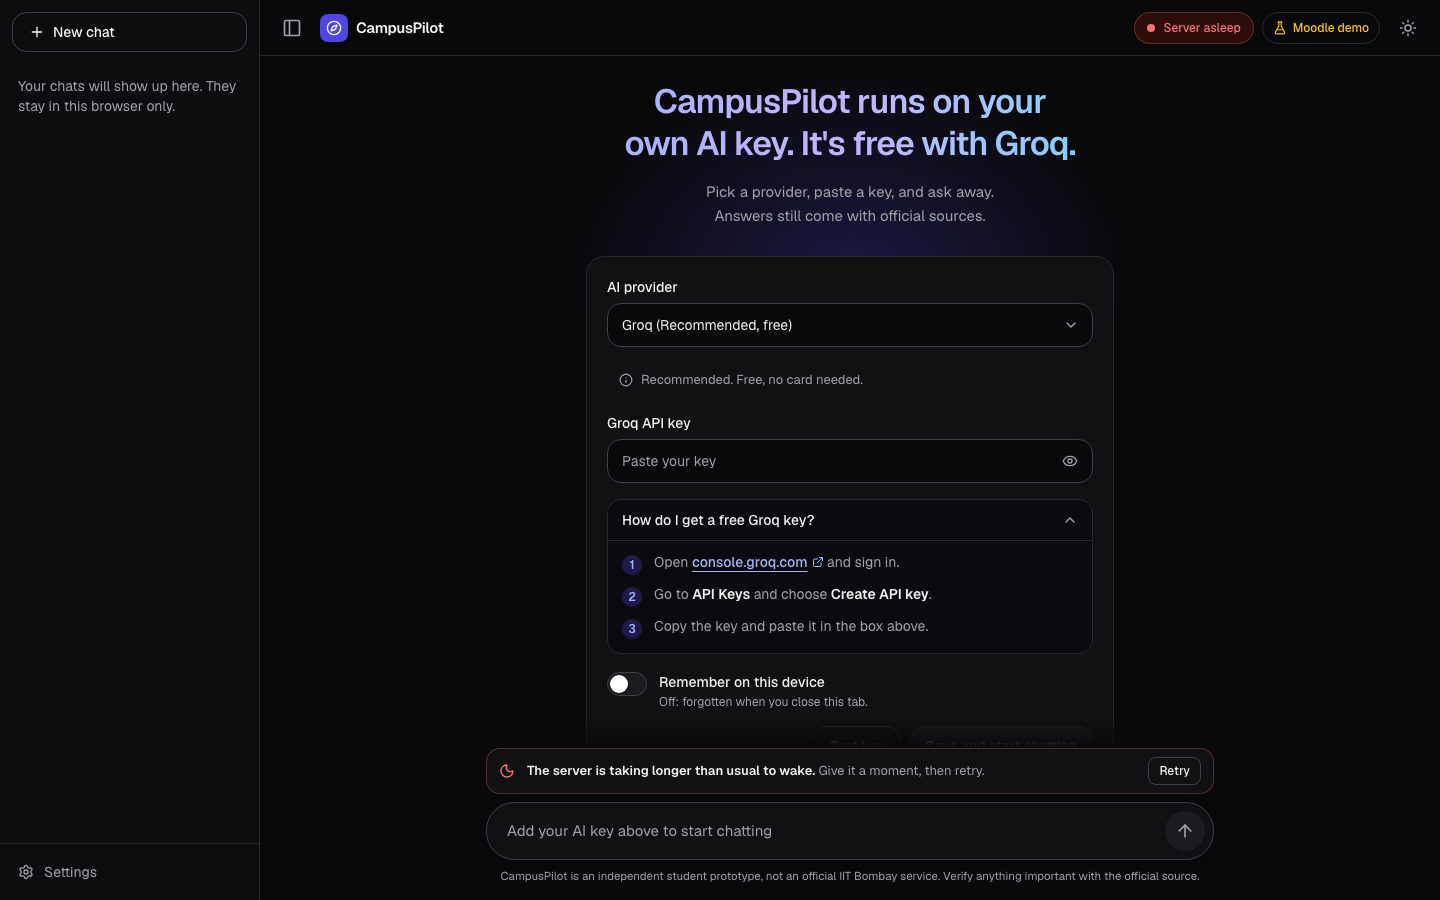 New chat
Your chats will show up here. They
stay in this browser only.
Settings
CampusPilot
Server asleep
Moodle demo
CampusPilot runs on your
own AI key. It's free with Groq.
Pick a provider, paste a key, and ask away.
Answers still come with official sources.
AI provider
Groq (Recommended, free)
Recommended. Free, no card needed.
Groq API key
Paste your key
How do I get a free Groq key?
1 Open console.groq.com and sign in.
2 Go to API Keys and choose Create API key.
3 Copy the key and paste it in the box above.
Remember on this device
Off: forgotten when you close this tab.
Test key Save and start chatting
The server is taking longer than usual to wake. Give it a moment, then retry.
Retry
Add your AI key above to start chatting
CampusPilot is an independent student prototype, not an official IIT Bombay service. Verify anything important with the official source.